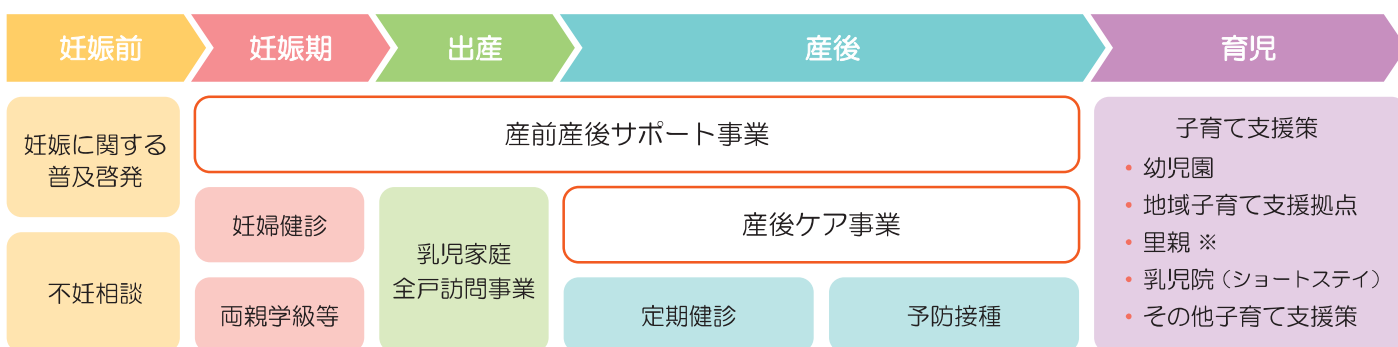 妊娠前
妊娠期
出産
産後
育児
妊娠に関する
普及啓発
不妊相談
産前産後サポート事業
妊婦健診
両親学級等
乳児家庭
全戸訪問事業
産後ケア事業
定期健診
予防接種
子育て支援策
• 幼児園
• 地域子育て支援拠点
• 里親 ※
• 乳児院（ショートステイ）
• その他子育て支援策